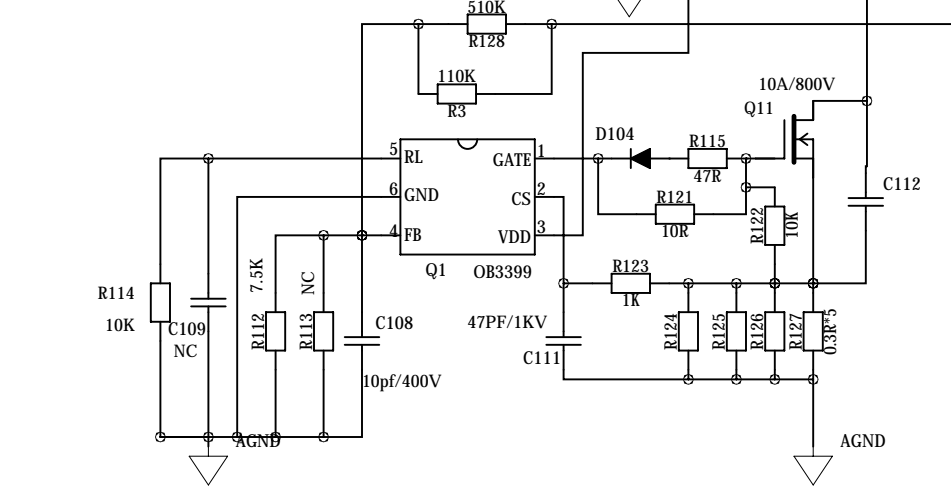 510K
R128
110K
R3
10A/800V
Q11
D104
R115
47R
5 RL
GATE 1
6 GND
CS 2
4 FB
VDD 3
R121
10R
R122
10K
C112
Q1 OB3399
R123
1K
7.5K
NC
R114
10K
C109
NC
R112
R113
C108
10pf/400V
47PF/1KV
C111
R124
R125
R126
R127
0.3R*5
AGND
AGND